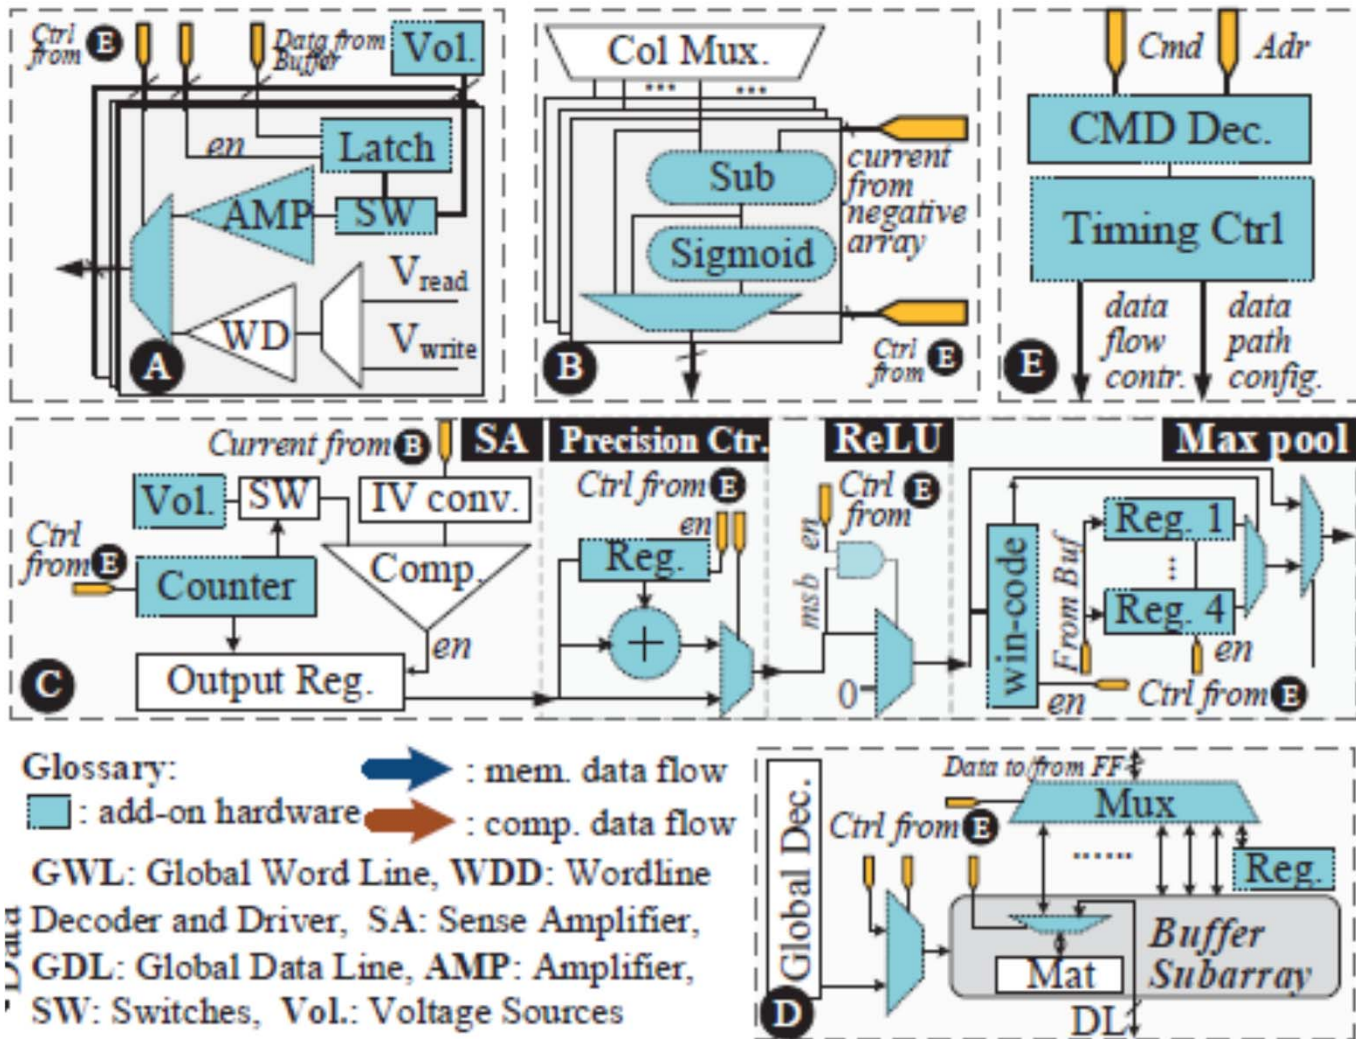 Ctrl
from E
Data from
Buffer
Vol.
en
Latch
AMP
SW
Vread
WD
Vwrite
A
Col Mux.
...
...
Sub
current
from
negative
array
Sigmoid
B
Ctrl
from E
Cmd
Adr
CMD Dec.
Timing Ctrl
E
data
flow
contr.
data
path
config.
Current from B
SA
Vol.
SW
IV conv.
Ctrl
from E
Counter
Comp.
en
Output Reg.
C
Precision Ctr.
Ctrl from E
en
Reg.
+
ReLU
Ctrl
from E
en
msb
0
Max pool
win-code
From Buf
Reg. 1
...
Reg. 4
en
en
Ctrl from E
Glossary:
: add-on hardware
: mem. data flow
: comp. data flow
GWL: Global Word Line, WDD: Wordline
Decoder and Driver, SA: Sense Amplifier,
GDL: Global Data Line, AMP: Amplifier,
SW: Switches, Vol.: Voltage Sources
Data
Global Dec.
D
Data to/from FF
Mux
Ctrl from E
......
Reg.
Buffer
Subarray
Mat
DL